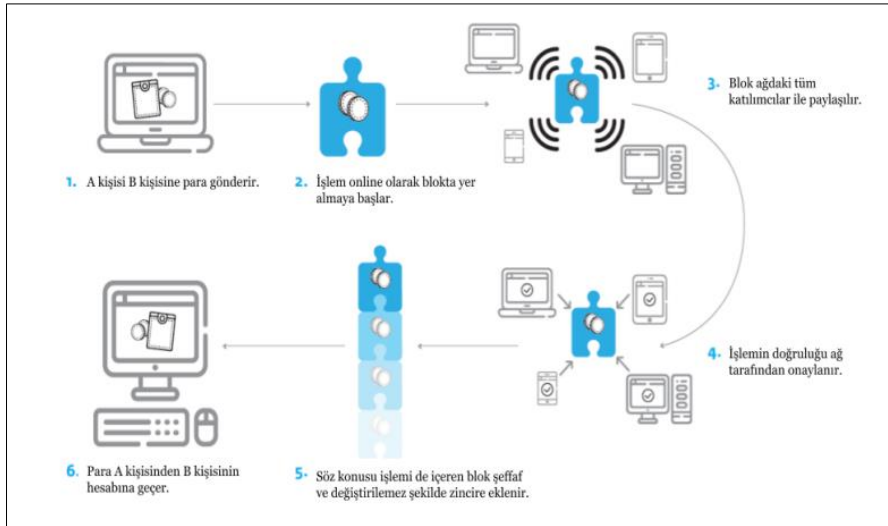 1. A kişisi B kişisine para gönderir.
2. İşlem online olarak blokta yer
almaya başlar.
3. Blok ağdaki tüm
katılımcılar ile paylaşılır.
4. İşlemin doğruluğu ağ
tarafından onaylanır.
5. Söz konusu işlemi de içeren blok şeffaf
ve değiştirilemez şekilde zincire eklenir.
6. Para A kişisinden B kişisinin
hesabına geçer.